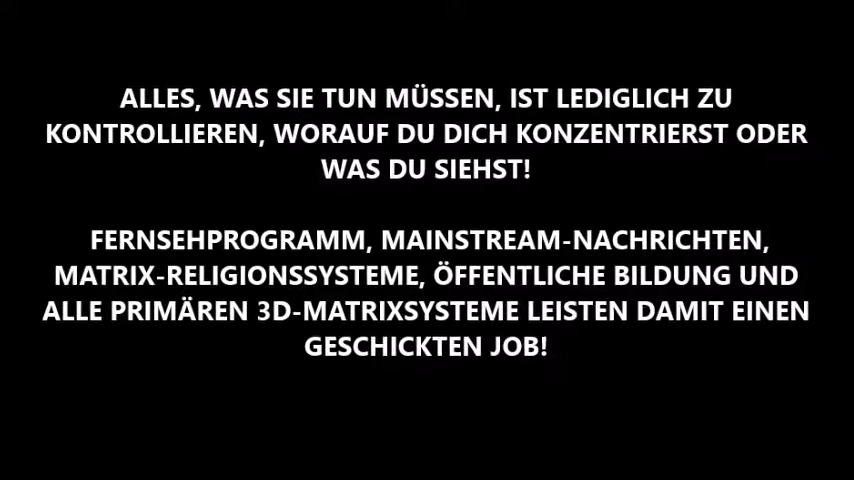 ALLES, WAS SIE TUN MÜSSEN, IST LEDIGLICH ZU
KONTROLLIEREN, WORAUF DU DICH KONZENTRIERST ODER
WAS DU SIEHST!
FERNSEHPROGRAMM, MAINSTREAM-NACHRICHTEN,
MATRIX-RELIGIONSSYSTEME, ÖFFENTLICHE BILDUNG UND
ALLE PRIMÄREN 3D-MATRIXSYSTEME LEISTEN DAMIT EINEN
GESCHICKTEN JOB!